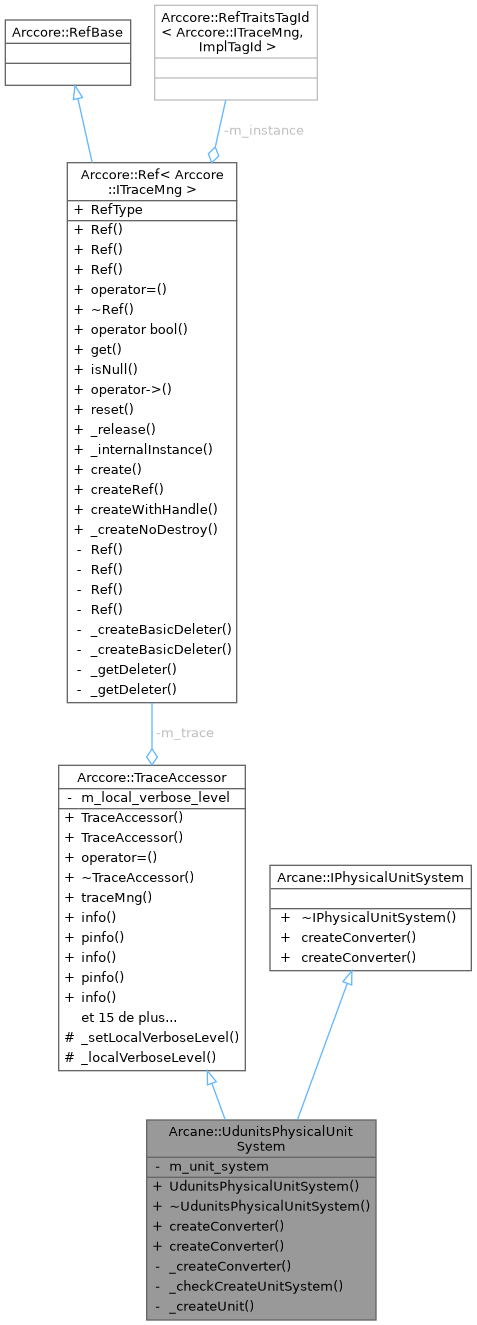 Arccore::RefBase
Arccore::RefTraitsTagId
< Arccore::ITraceMng,
ImplTagId >
-m_instance
Arccore::Ref< Arccore
::ITraceMng >
+ RefType
+ Ref()
+ Ref()
+ Ref()
+ operator=()
+ ~Ref()
+ operator bool()
+ get()
+ isNull()
+ operator->()
+ reset()
+ _release()
+ _internalInstance()
+ create()
+ createRef()
+ createWithHandle()
+ _createNoDestroy()
- Ref()
- Ref()
- Ref()
- Ref()
- _createBasicDeleter()
- _createBasicDeleter()
- _getDeleter()
- _getDeleter()
-m_trace
Arccore::TraceAccessor
- m_local_verbose_level
+ TraceAccessor()
+ TraceAccessor()
+ operator=()
+ ~TraceAccessor()
+ traceMng()
+ info()
+ pinfo()
+ info()
+ pinfo()
+ info()
et 15 de plus...
# _setLocalVerboseLevel()
# _localVerboseLevel()
Arcane::IPhysicalUnitSystem
+ ~IPhysicalUnitSystem()
+ createConverter()
+ createConverter()
Arcane::UdunitsPhysicalUnit
System
- m_unit_system
+ UdunitsPhysicalUnitSystem()
+ ~UdunitsPhysicalUnitSystem()
+ createConverter()
+ createConverter()
- _createConverter()
- _checkCreateUnitSystem()
- _createUnit()